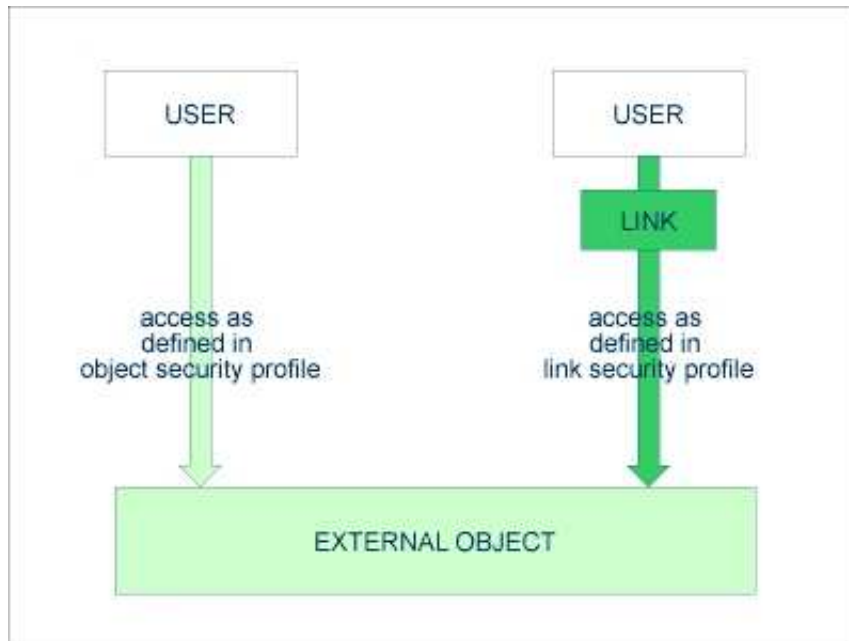 USER
access as
defined in
object security profile
USER
LINK
access as
defined in
link security profile
EXTERNAL OBJECT